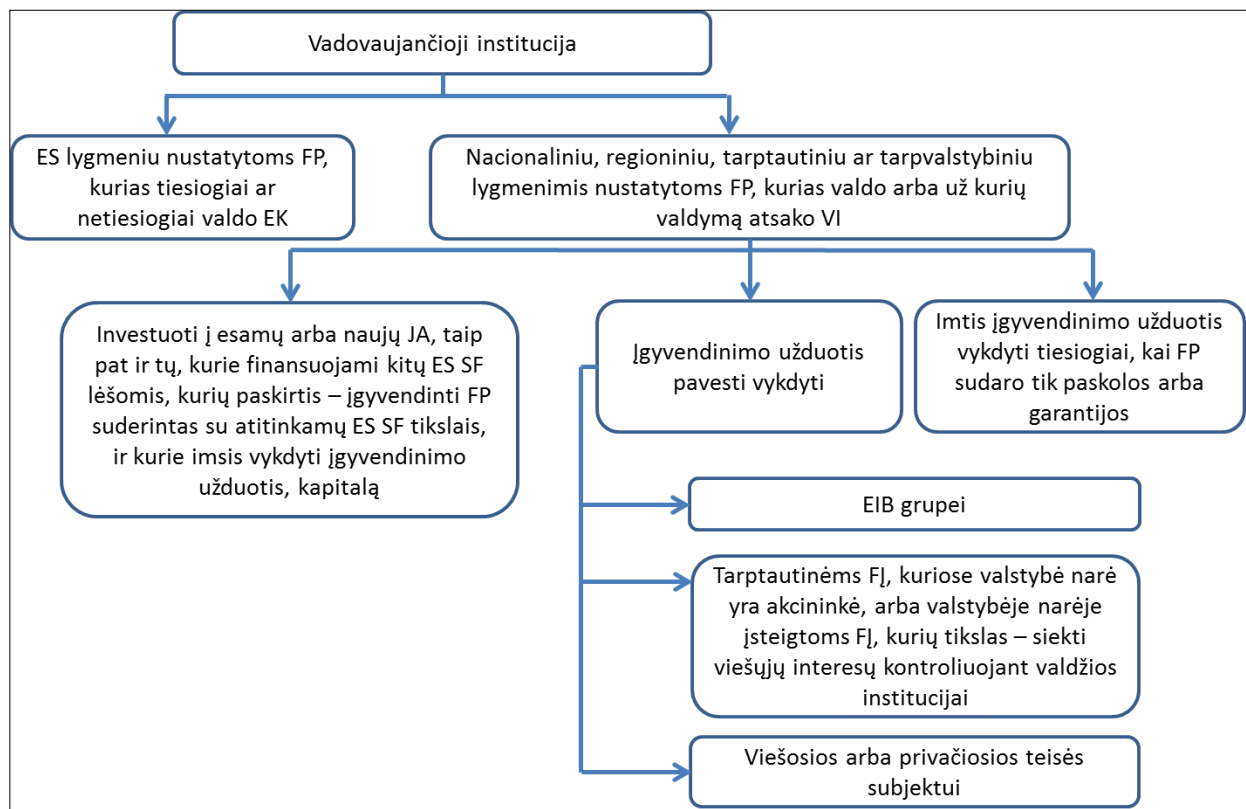 Vadovaujančioji institucija
ES lygmeniu nustatytoms FP,
kurias tiesiogiai ar
netiesiogiai valdo EK
Nacionaliniu, regioniniu, tarptautiniu ar tarpvalstybiniu
lygmenimis nustatytoms FP, kurias valdo arba už kurių
valdymą atsako VI
Investuoti į esamų arba naujų JA, taip
pat ir tų, kurie finansuojami kitų ES SF
lėšomis, kurių paskirtis – įgyvendinti FP
suderintas su atitinkamų ES SF tikslais,
ir kurie imsis vykdyti įgyvendinimo
užduotis, kapitalą
Įgyvendinimo užduotis
pavesti vykdyti
Imtis įgyvendinimo užduotis
vykdyti tiesiogiai, kai FP
sudaro tik paskolos arba
garantijos
EIB grupei
Tarptautinėms FĮ, kuriose valstybė narė
yra akcininkė, arba valstybėje narėje
įsteigtoms FĮ, kurių tikslas – siekti
viešųjų interesų kontroliuojant valdžios
institucijai
Viešosios arba privačiosios teisės
subjektui